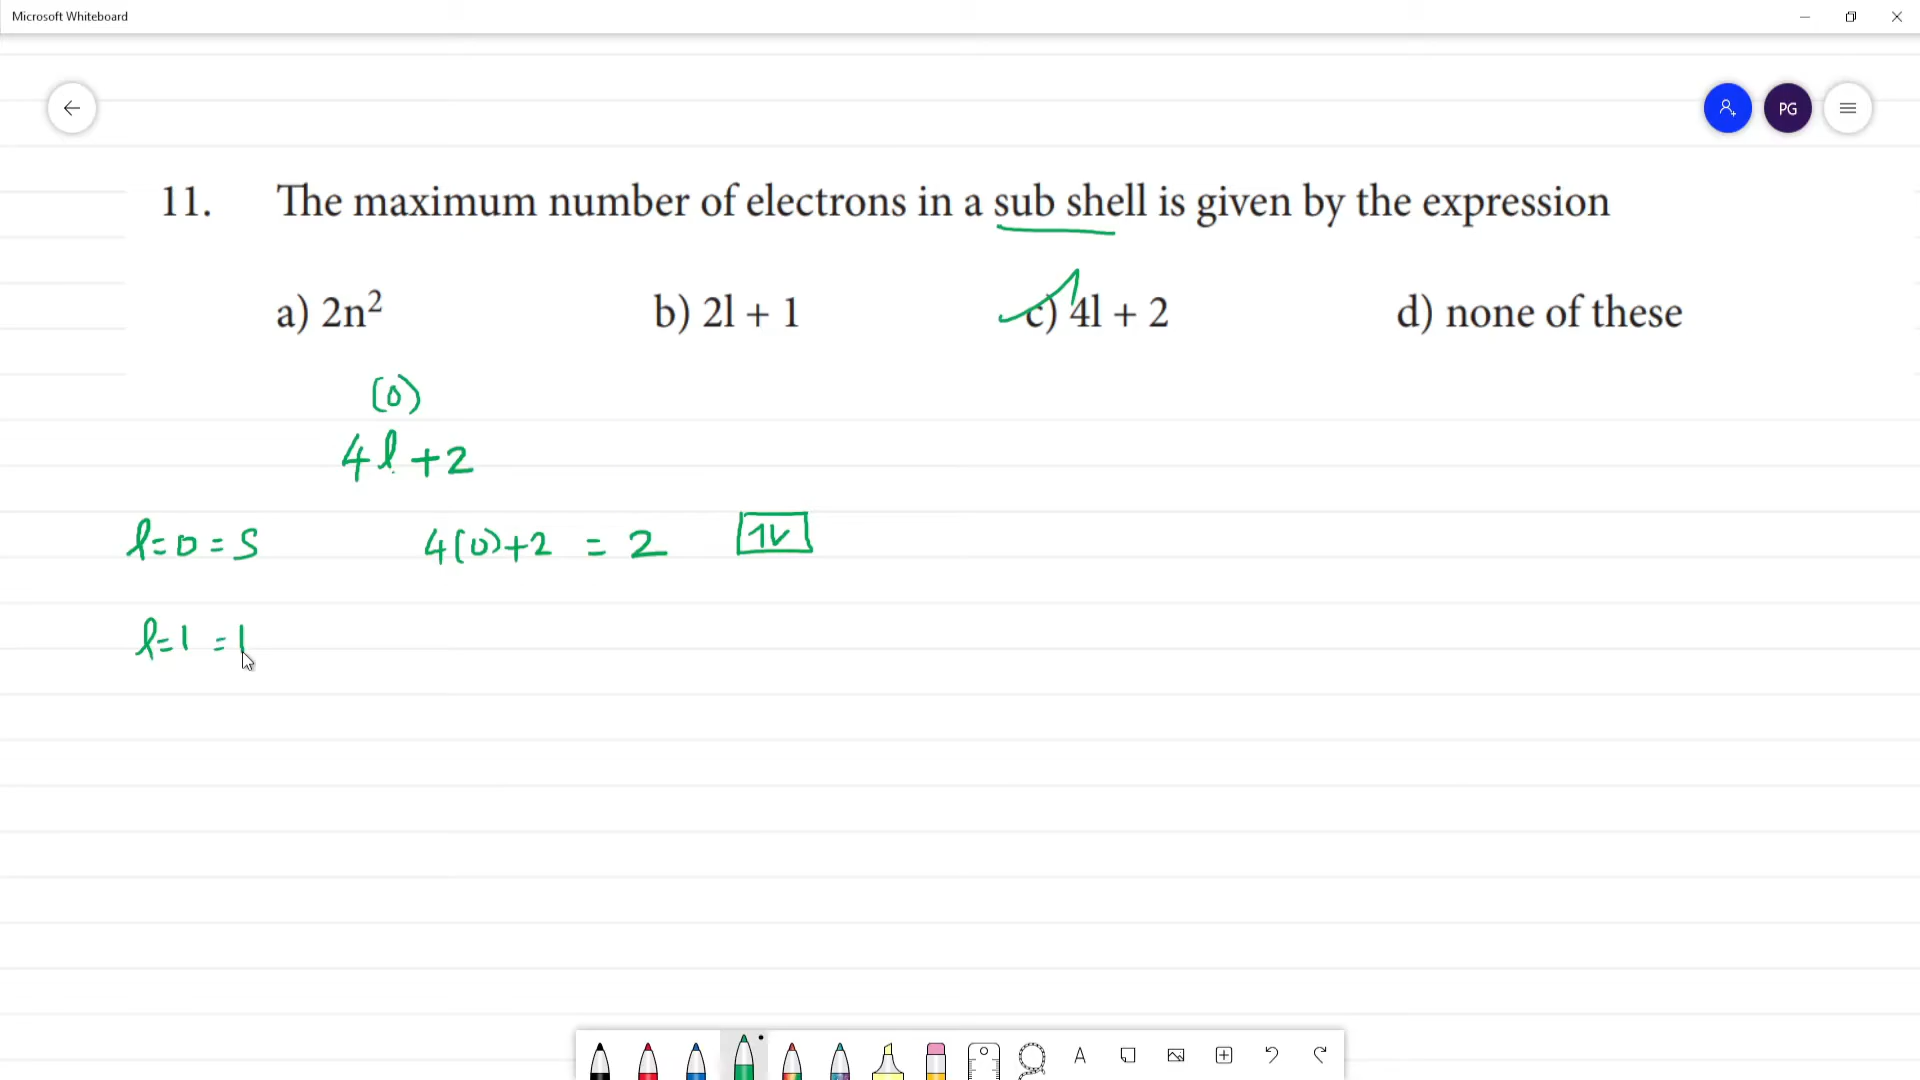 Microsoft Whiteboard
PG
11. The maximum number of electrons in a sub shell is given by the expression
a) 2n² b) 2l + 1 c) 4l + 2 d) none of these
(0)
4l+2
l=0=S 4(0)+2 = 2 1v
l=1 =1
A